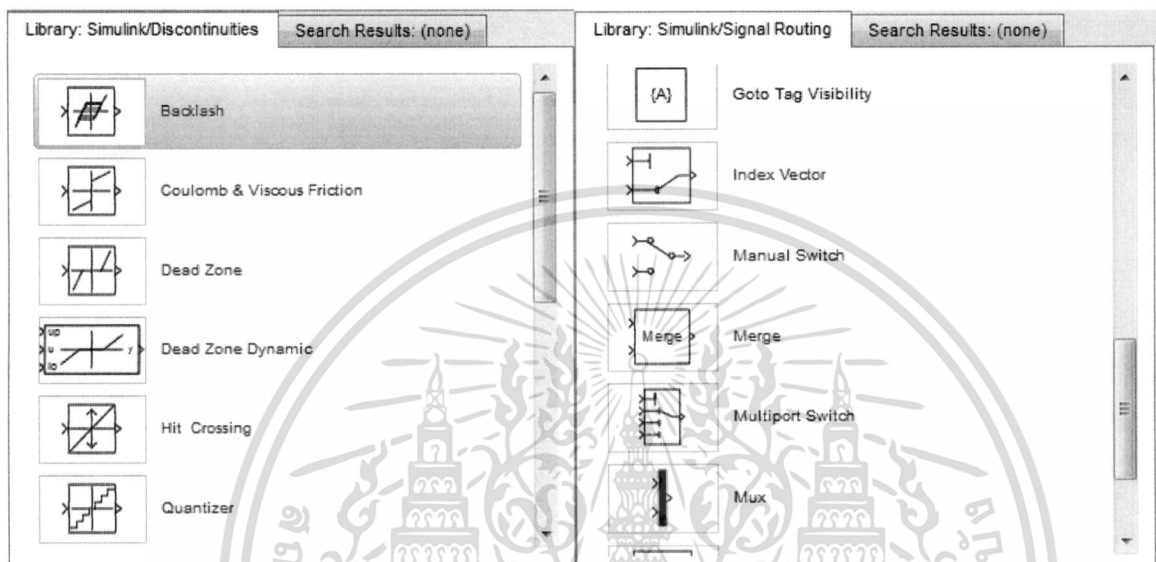 Library: Simulink/Discontinuities
Search Results: (none)
Backlash
Coulomb & Viscous Friction
Dead Zone
up
u
lo
y
Dead Zone Dynamic
Hit Crossing
Quantizer
Library: Simulink/Signal Routing
Search Results: (none)
{A}
Goto Tag Visibility
Index Vector
Manual Switch
Merge
Merge
Multiport Switch
Mux